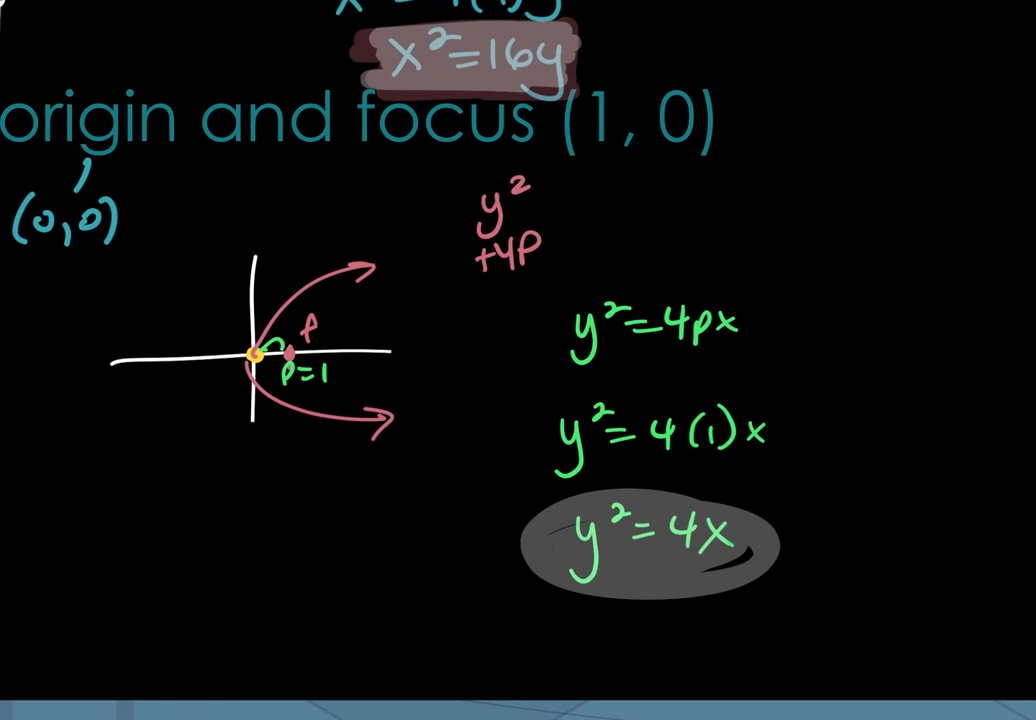 x²=16y
origin and focus (1, 0)
(0,0)
y²
+4p
f
p=1
y²=4px
y²=4(1)x
y²=4x